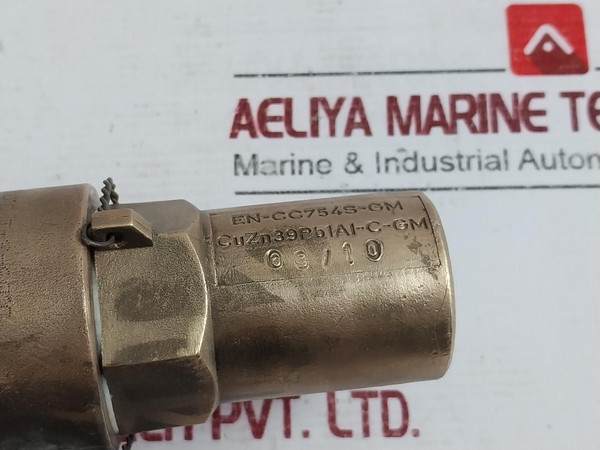 AELIYA MARINE TE
Marine & Industrial Autom
EN-CC754S-GM
CuZn39Pb1Al-C-GM
03/10
PVT. LTD.